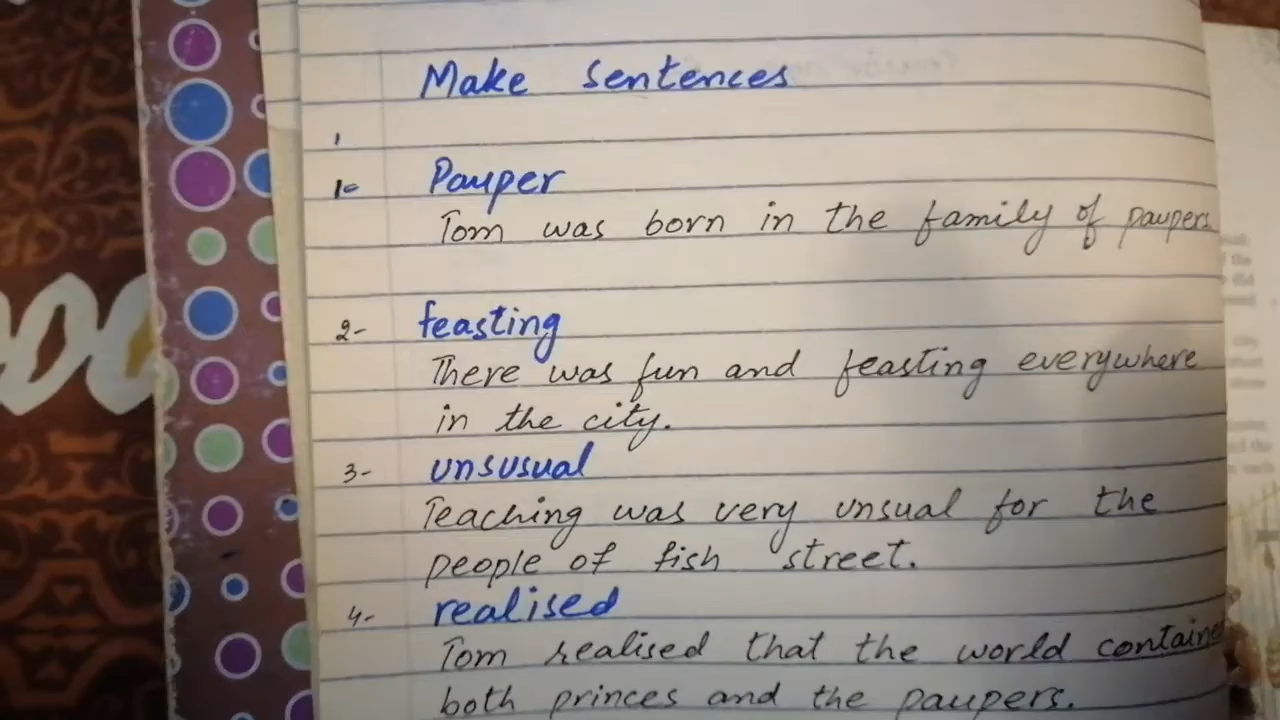 Make Sentences
1- Pauper
Tom was born in the family of paupers
2- feasting
There was fun and feasting everywhere
in the city.
3- unsusual
Teaching was very unsual for the
people of fish street.
4- realised
Tom realised that the world
both princes and the paupers.